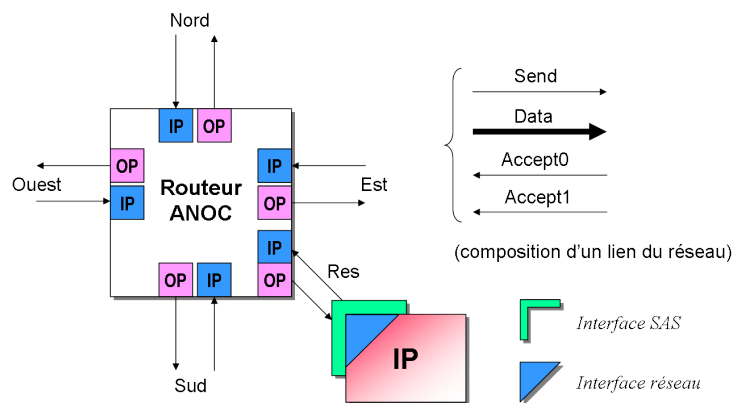 Nord
IP
OP
OP
IP
Routeur
ANOC
IP
OP
IP
OP
OP
IP
Ouest
Est
Sud
Res
IP
Send
Data
Accept0
Accept1
(composition d'un lien du réseau)
Interface SAS
Interface réseau